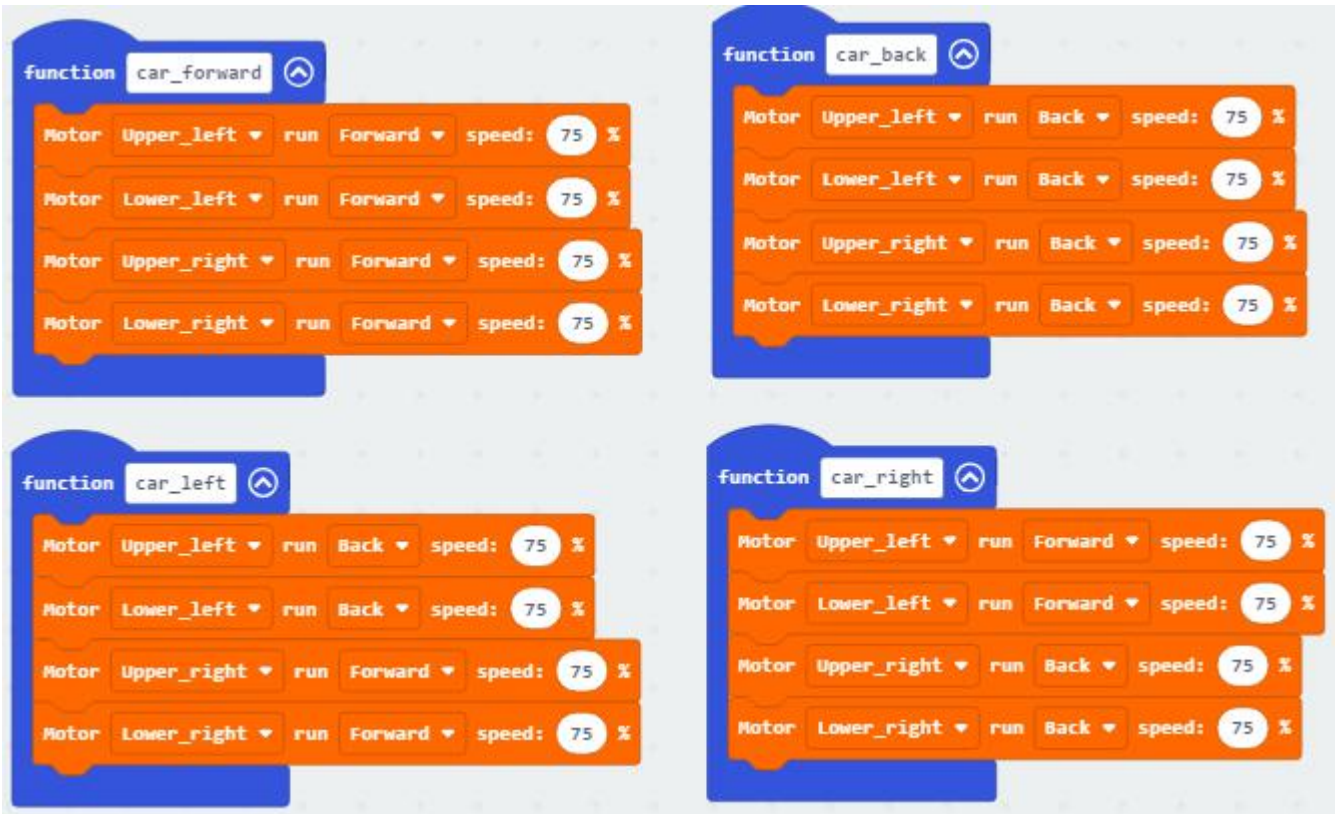 function car_forward
Motor Upper_left run Forward speed: 75 %
Motor Lower_left run Forward speed: 75 %
Motor Upper_right run Forward speed: 75 %
Motor Lower_right run Forward speed: 75 %
function car_back
Motor Upper_left run Back speed: 75 %
Motor Lower_left run Back speed: 75 %
Motor Upper_right run Back speed: 75 %
Motor Lower_right run Back speed: 75 %
function car_left
Motor Upper_left run Back speed: 75 %
Motor Lower_left run Back speed: 75 %
Motor Upper_right run Forward speed: 75 %
Motor Lower_right run Forward speed: 75 %
function car_right
Motor Upper_left run Forward speed: 75 %
Motor Lower_left run Forward speed: 75 %
Motor Upper_right run Back speed: 75 %
Motor Lower_right run Back speed: 75 %